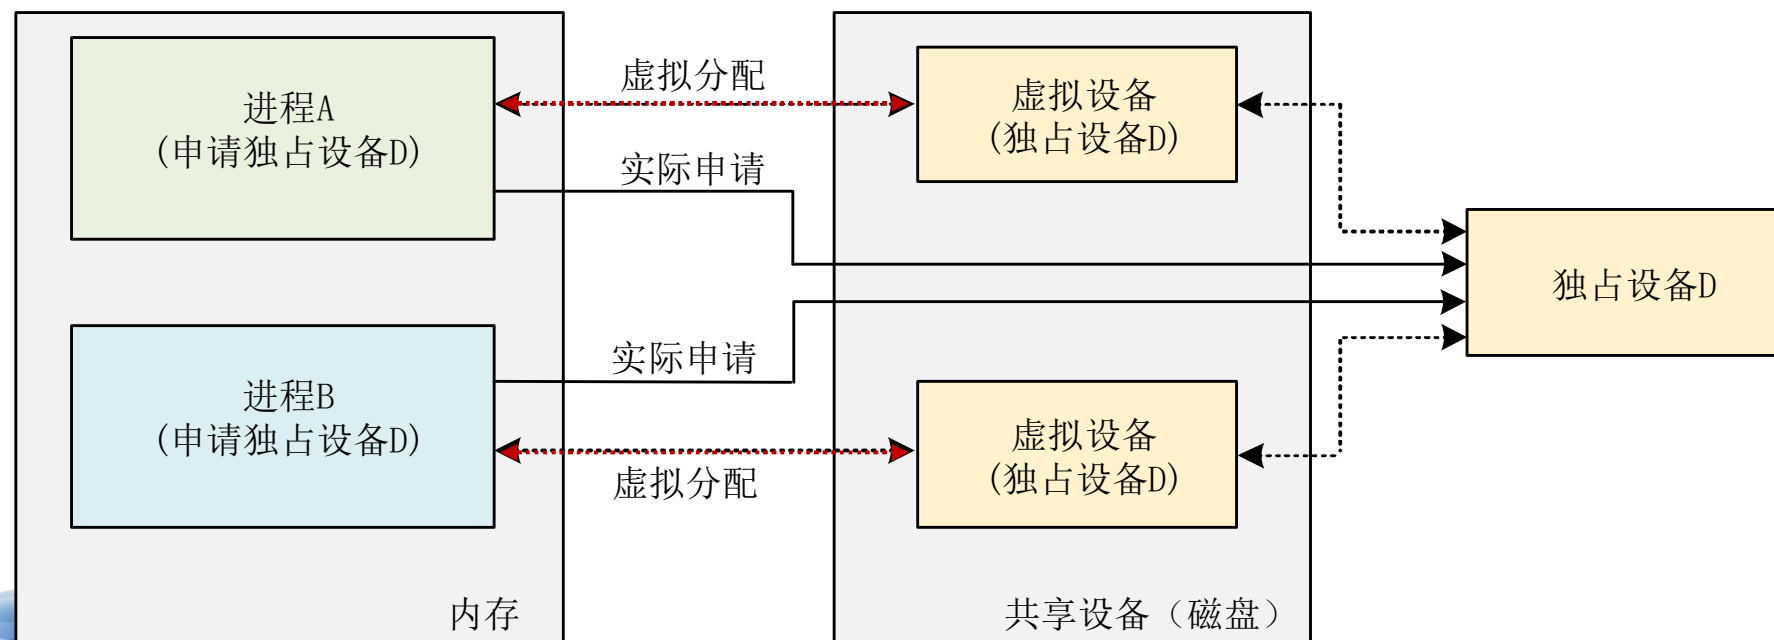 进程A
(申请独占设备D)
虚拟分配
虚拟设备
(独占设备D)
实际申请
独占设备D
进程B
(申请独占设备D)
实际申请
虚拟分配
虚拟设备
(独占设备D)
内存
共享设备（磁盘）